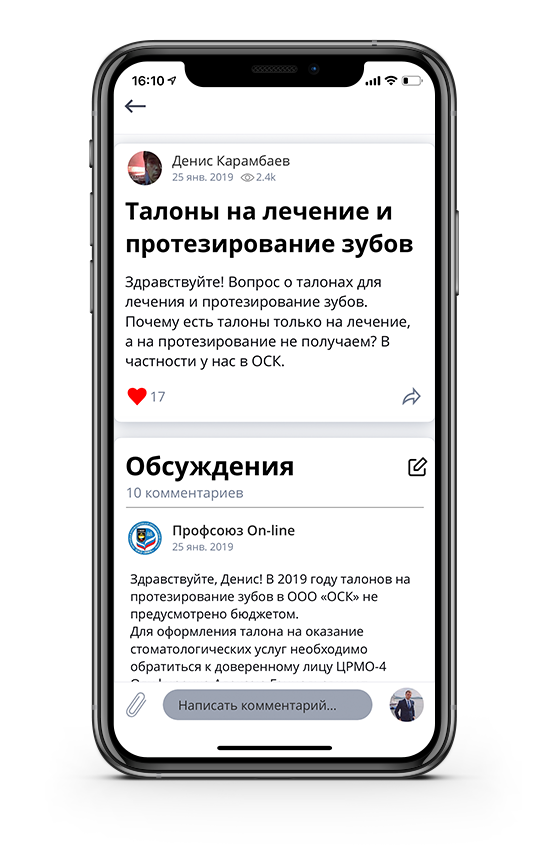 16:10
Денис Карамбаев
25 янв. 2019 2.4k
Талоны на лечение и
протезирование зубов
Здравствуйте! Вопрос о талонах для
лечения и протезирование зубов.
Почему есть талоны только на лечение,
а на протезирование не получаем? В
частности у нас в ОСК.
17
Обсуждения
10 комментариев
Профсоюз On-line
25 янв. 2019
Здравствуйте, Денис! В 2019 году талонов на
протезирование зубов в ООО «ОСК» не
предусмотрено бюджетом.
Для оформления талона на оказание
стоматологических услуг необходимо
обратиться к доверенному лицу ЦРМО-4
Написать комментарий...